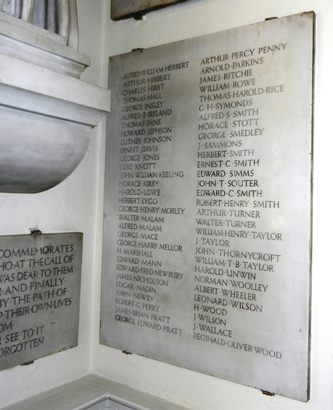 ALFRED·WILLIAM·HERBERT
ARTHUR·HERBERT
CHARLES·HIRST
THOMAS·HALL
GEORGE·INSLEY
ALFRED·E·IRELAND
THOMAS·INNS
HOWARD·JEPHSON
LUTHER·JOHNSON
ERNEST·JERVIS
GEORGE·JONES
LUKE·KNOTT
JOHN·WILLIAM·KEELING
HORACE·KIRBY
HAROLD·LOWE
HERBERT·LYGO
GEORGE·HENRY·MORLEY
WALTER·MALAM
ALFRED·MALAM
GEORGE·MACE
GEORGE·HARRY·MELLOR
H·MARSHALL
EDWARD·MANN
EDWARD·FRED·NEWBURY
JAMES·NICHOLSON
EDGAR·NADIN
JOHN·NEWEY
ROBERT·C·PERRY
JAMES·BRIAN·PRATT
GEORGE·EDWARD·PRATT
ARTHUR·PERCY·PENNY
ARNOLD·PARKINS
JAMES·RITCHIE
WILLIAM·ROWE
THOMAS·HAROLD·RICE
G·H·SYMONDS
ALFRED·S·SMITH
HORACE·STOTT
GEORGE·SMEDLEY
J·SAMMONS
HERBERT·SMITH
ERNEST·C·SMITH
EDWARD·SIMMS
JOHN·T·SOUTER
EDWARD·C·SMITH
ROBERT·HENRY·SMITH
ARTHUR·TURNER
WALTER·TURNER
WILLIAM·HENRY·TAYLOR
J·TAYLOR
JOHN·THORNYCROFT
WILLIAM·T·B·TAYLOR
HAROLD·UNWIN
NORMAN·WOOLLEY
ALBERT·WHEELER
LEONARD·WILSON
H·WOOD
J·WILSON
J·WALLACE
REGINALD·OLIVER·WOOD
COMMEMORATES
HO AT THE CALL OF
WAS DEAR TO THEM
AND FINALLY·
BY THE PATH·OF
THEIR OWN LIVES
OM
SEE·TO·IT
FORGOTTEN